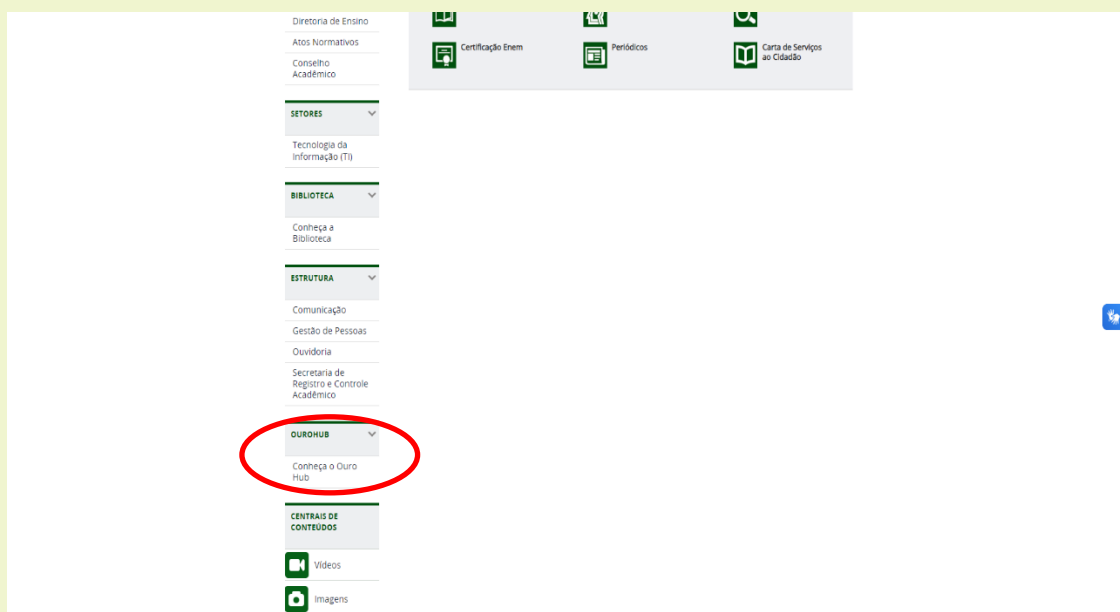 Diretoria de Ensino
Atos Normativos
Conselho
Acadêmico
SETORES
Tecnologia da
Informação (TI)
BIBLIOTECA
Conheça a
Biblioteca
ESTRUTURA
Comunicação
Gestão de Pessoas
Ouvidoria
Secretaria de
Registro e Controle
Acadêmico
OUROHUB
Conheça o Ouro
Hub
CENTRAIS DE
CONTEÚDOS
Vídeos
Imagens
Certificação Enem
Periódicos
Carta de Serviços
ao Cidadão